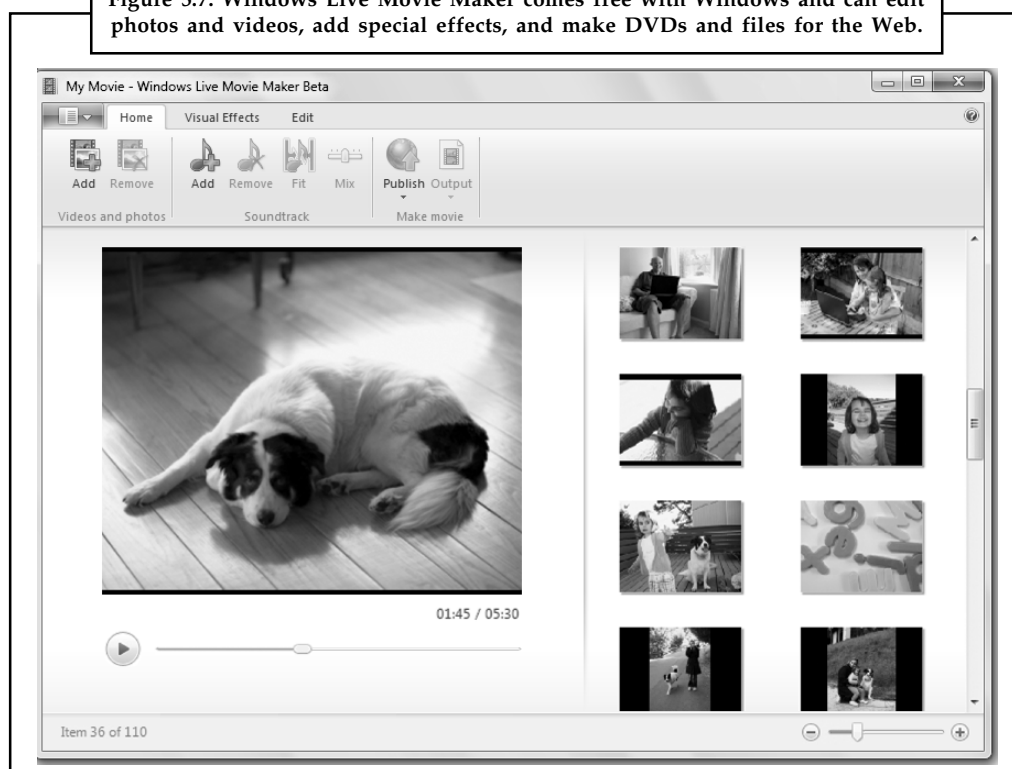 Figure 5.7. Windows Live Movie Maker comes free with Windows and can edit
photos and videos, add special effects, and make DVDs and files for the Web.
My Movie - Windows Live Movie Maker Beta
Home Visual Effects Edit
Add Remove Add Remove Fit Mix Publish Output
Videos and photos Soundtrack Make movie
01:45 / 05:30
Item 36 of 110